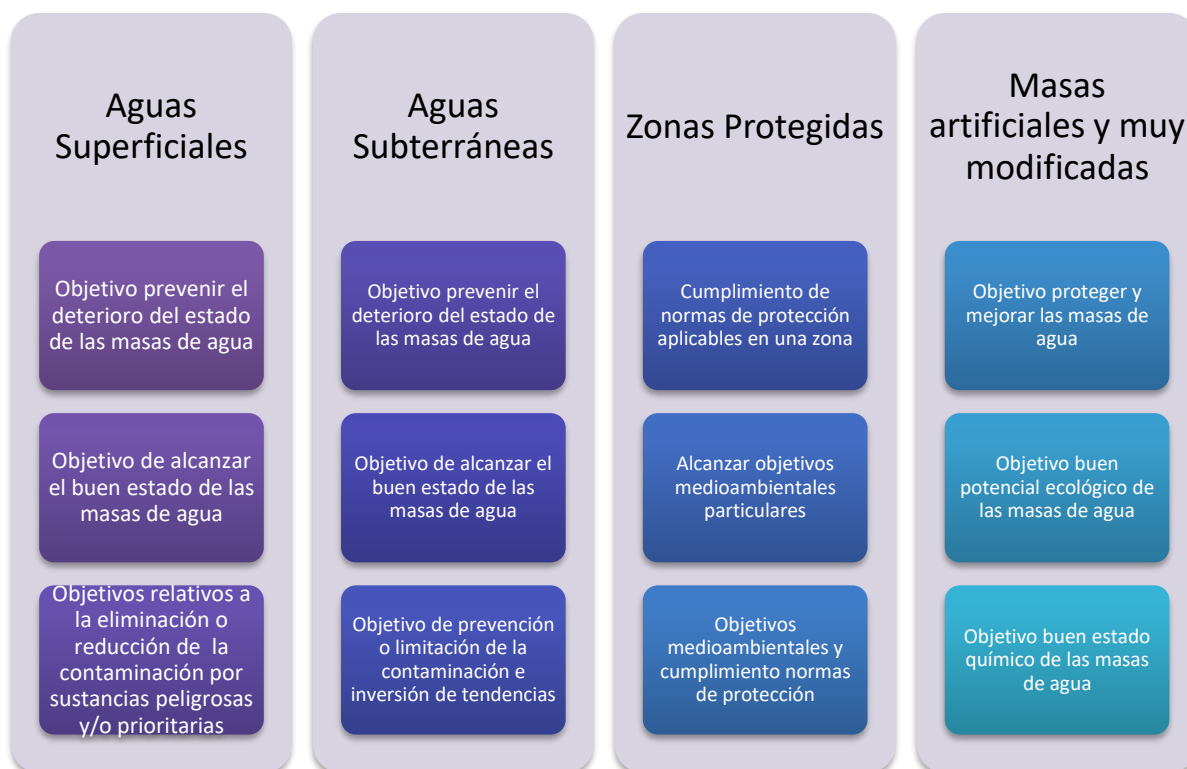 Aguas
Superficiales
Objetivo prevenir el
deterioro del estado
de las masas de agua
Objetivo de alcanzar
el buen estado de las
masas de agua
Objetivos relativos a
la eliminación o
reducción de la
contaminación por
sustancias peligrosas
y/o prioritarias
Aguas
Subterráneas
Objetivo prevenir el
deterioro del estado de
las masas de agua
Objetivo de alcanzar el
buen estado de las
masas de agua
Objetivo de prevención
o limitación de la
contaminación e
inversión de tendencias
Zonas Protegidas
Cumplimiento de
normas de protección
aplicables en una zona
Alcanzar objetivos
medioambientales
particulares
Objetivos
medioambientales y
cumplimiento normas
de protección
Masas
artificiales y muy
modificadas
Objetivo proteger y
mejorar las masas de
agua
Objetivo buen
potencial ecológico de
las masas de agua
Objetivo buen estado
químico de las masas
de agua